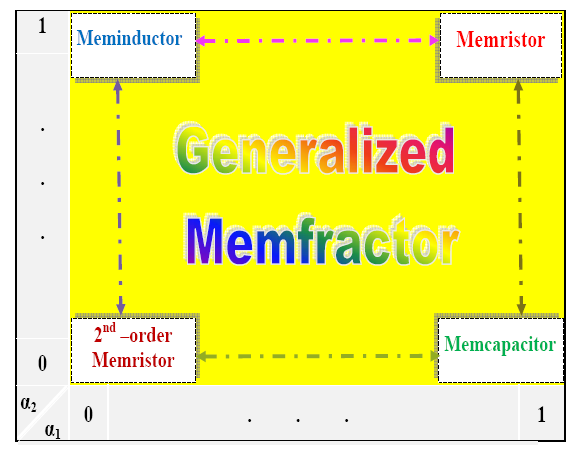 1
Meminductor
Memristor
.
.
.
Generalized
Memfractor
0
2nd –order
Memristor
Memcapacitor
α2
α1
0
. . .
1